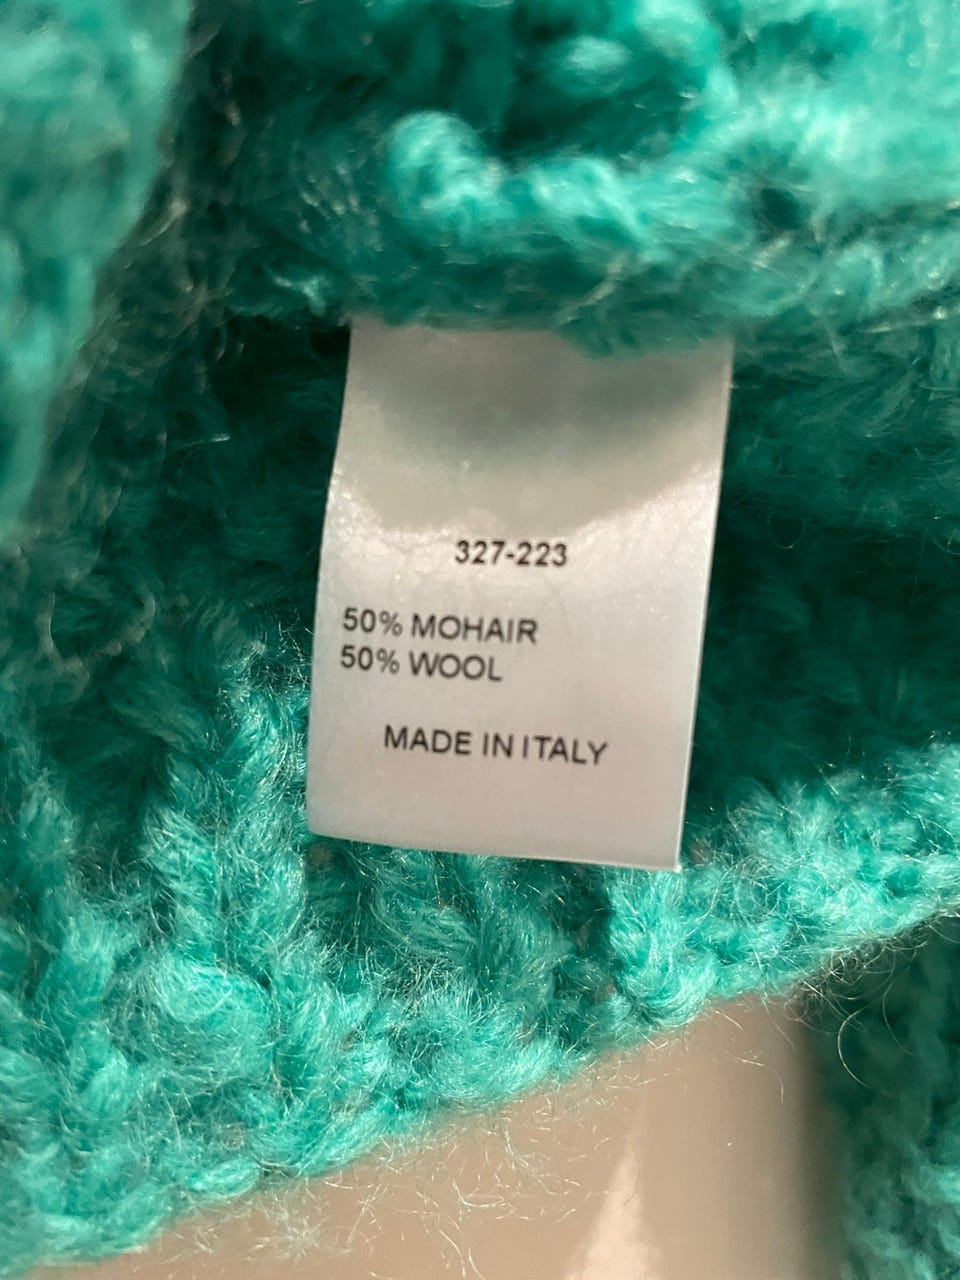 327-223
50% MOHAIR
50% WOOL
MADE IN ITALY